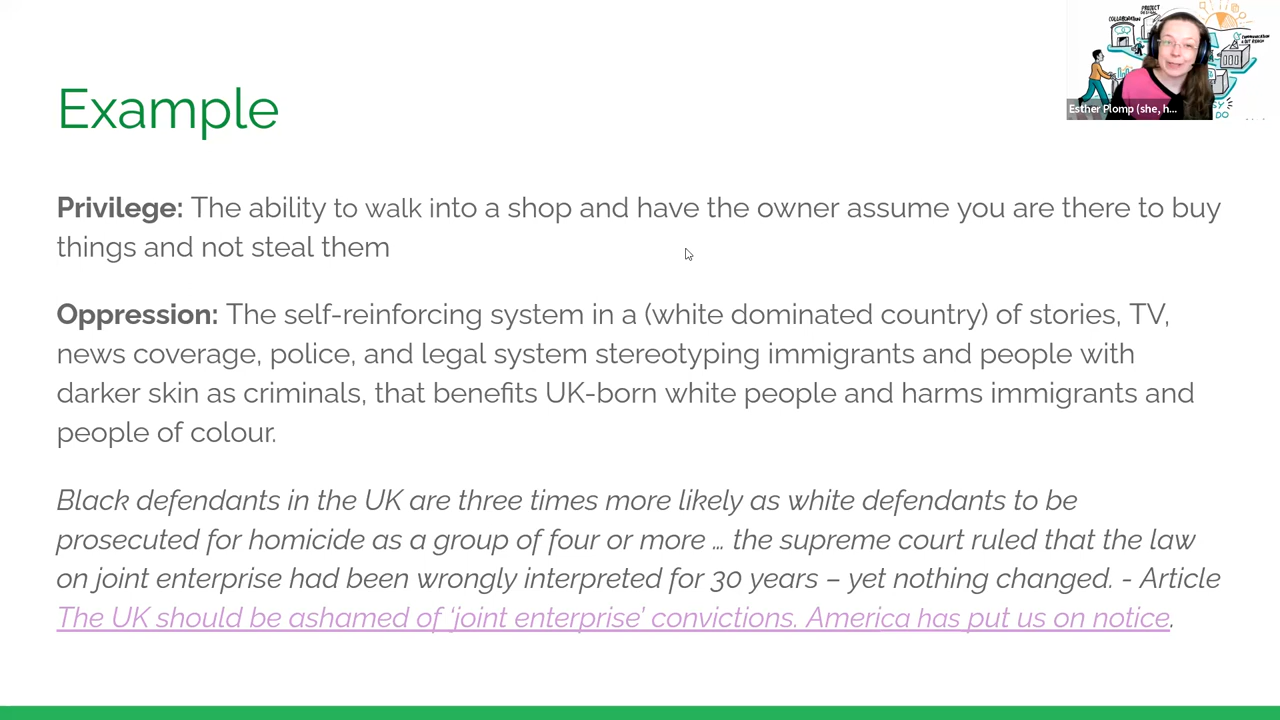 PROJECT
DESIGN
COLLABORATION
COMMUNICATION
Esther Plomp (she, h...
DO
Example
Privilege: The ability to walk into a shop and have the owner assume you are there to buy
things and not steal them
Oppression: The self-reinforcing system in a (white dominated country) of stories, TV,
news coverage, police, and legal system stereotyping immigrants and people with
darker skin as criminals, that benefits UK-born white people and harms immigrants and
people of colour.
Black defendants in the UK are three times more likely as white defendants to be
prosecuted for homicide as a group of four or more … the supreme court ruled that the law
on joint enterprise had been wrongly interpreted for 30 years – yet nothing changed. - Article
The UK should be ashamed of ‘joint enterprise’ convictions. America has put us on notice.